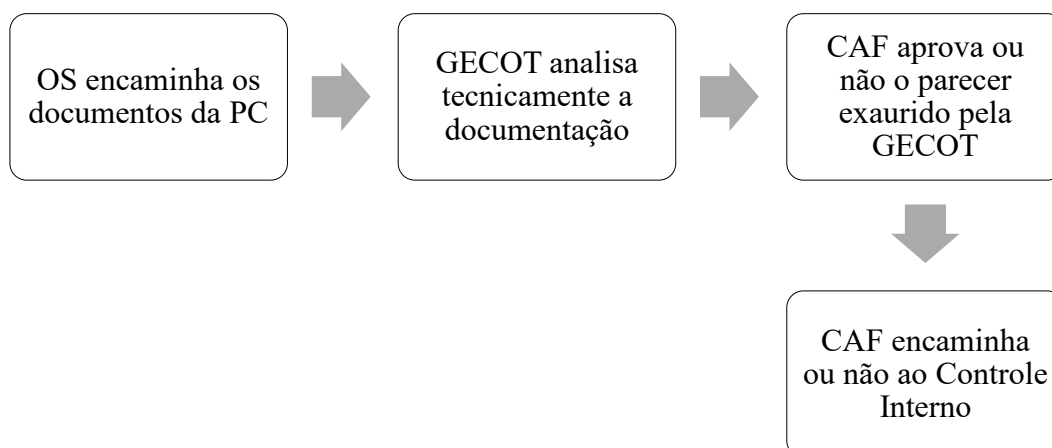 OS encaminha os
documentos da PC
GECOT analisa
tecnicamente a
documentação
CAF aprova ou
não o parecer
exaurido pela
GECOT
CAF encaminha
ou não ao Controle
Interno